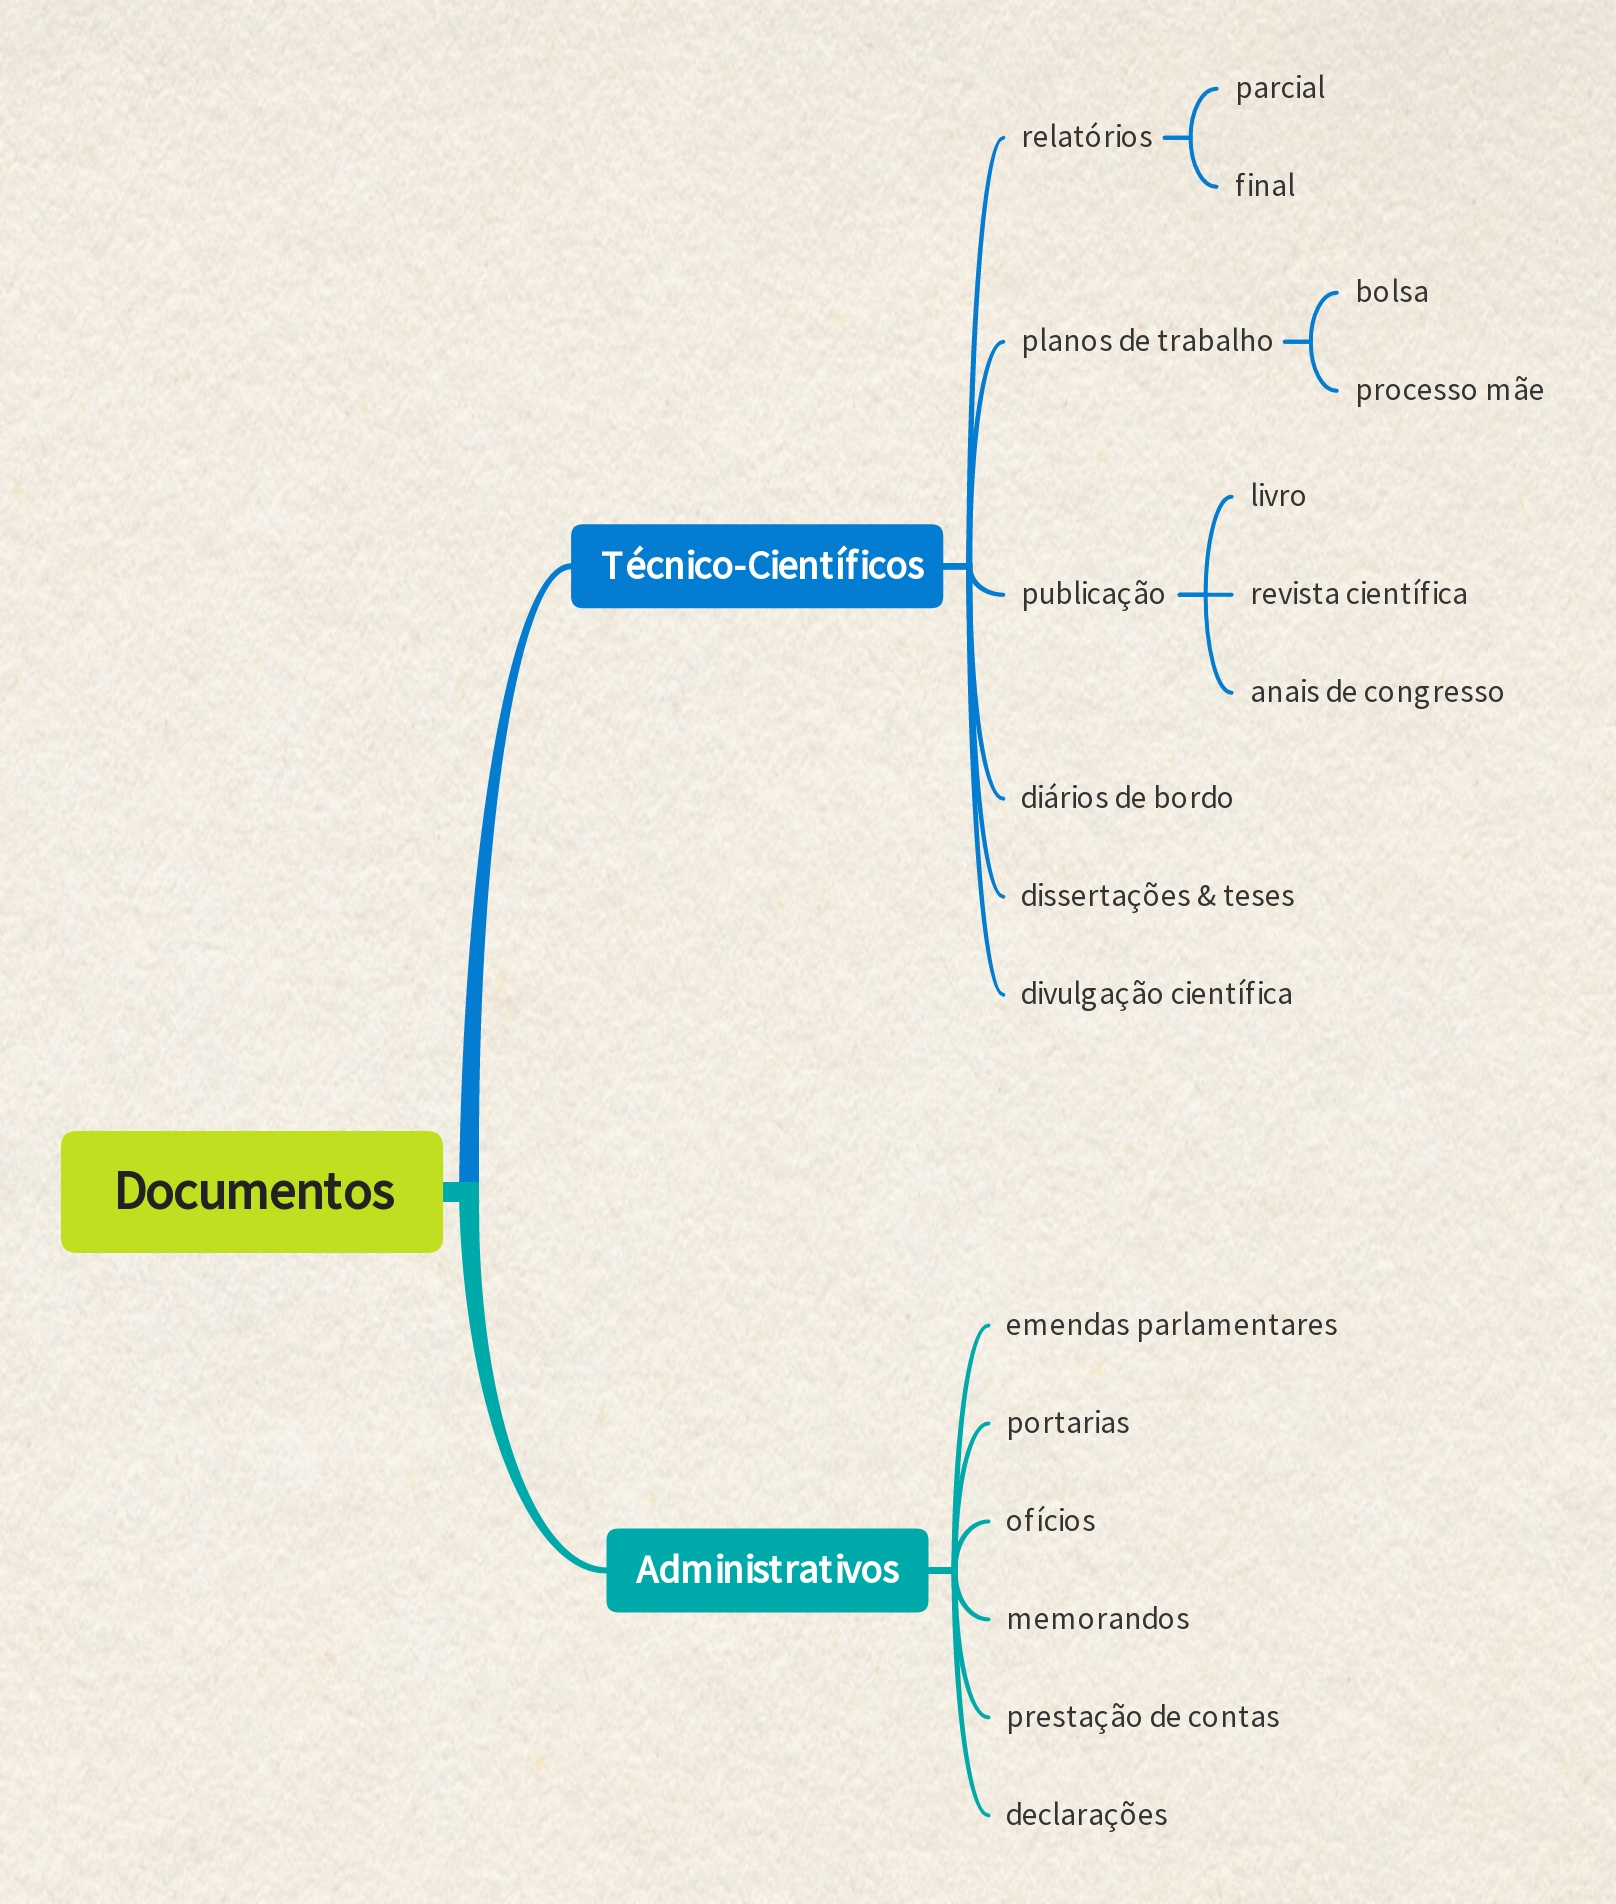 Documentos
Técnico-Científicos
relatórios
parcial
final
planos de trabalho
bolsa
processo mãe
publicação
livro
revista científica
anais de congresso
diários de bordo
dissertações & teses
divulgação científica
Administrativos
emendas parlamentares
portarias
ofícios
memorandos
prestação de contas
declarações